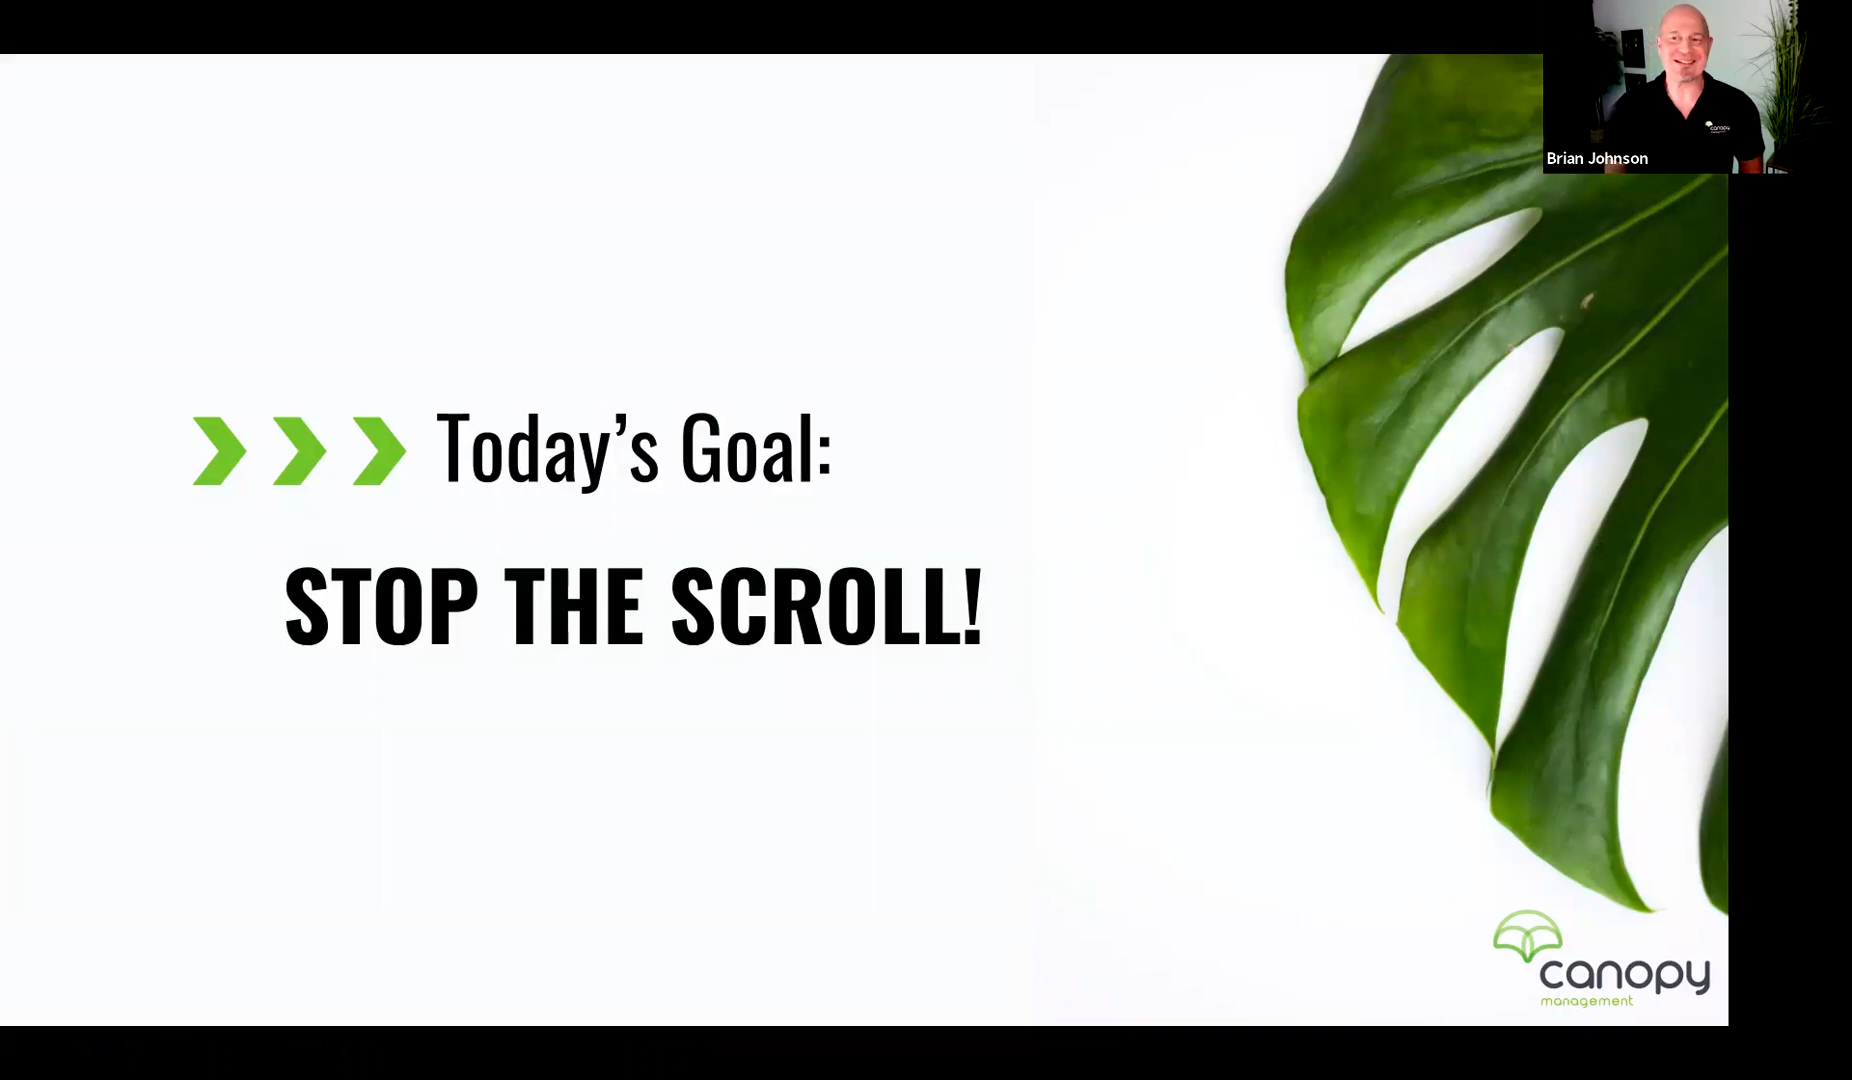 Brian Johnson
Today’s Goal:
STOP THE SCROLL!
canopy
management